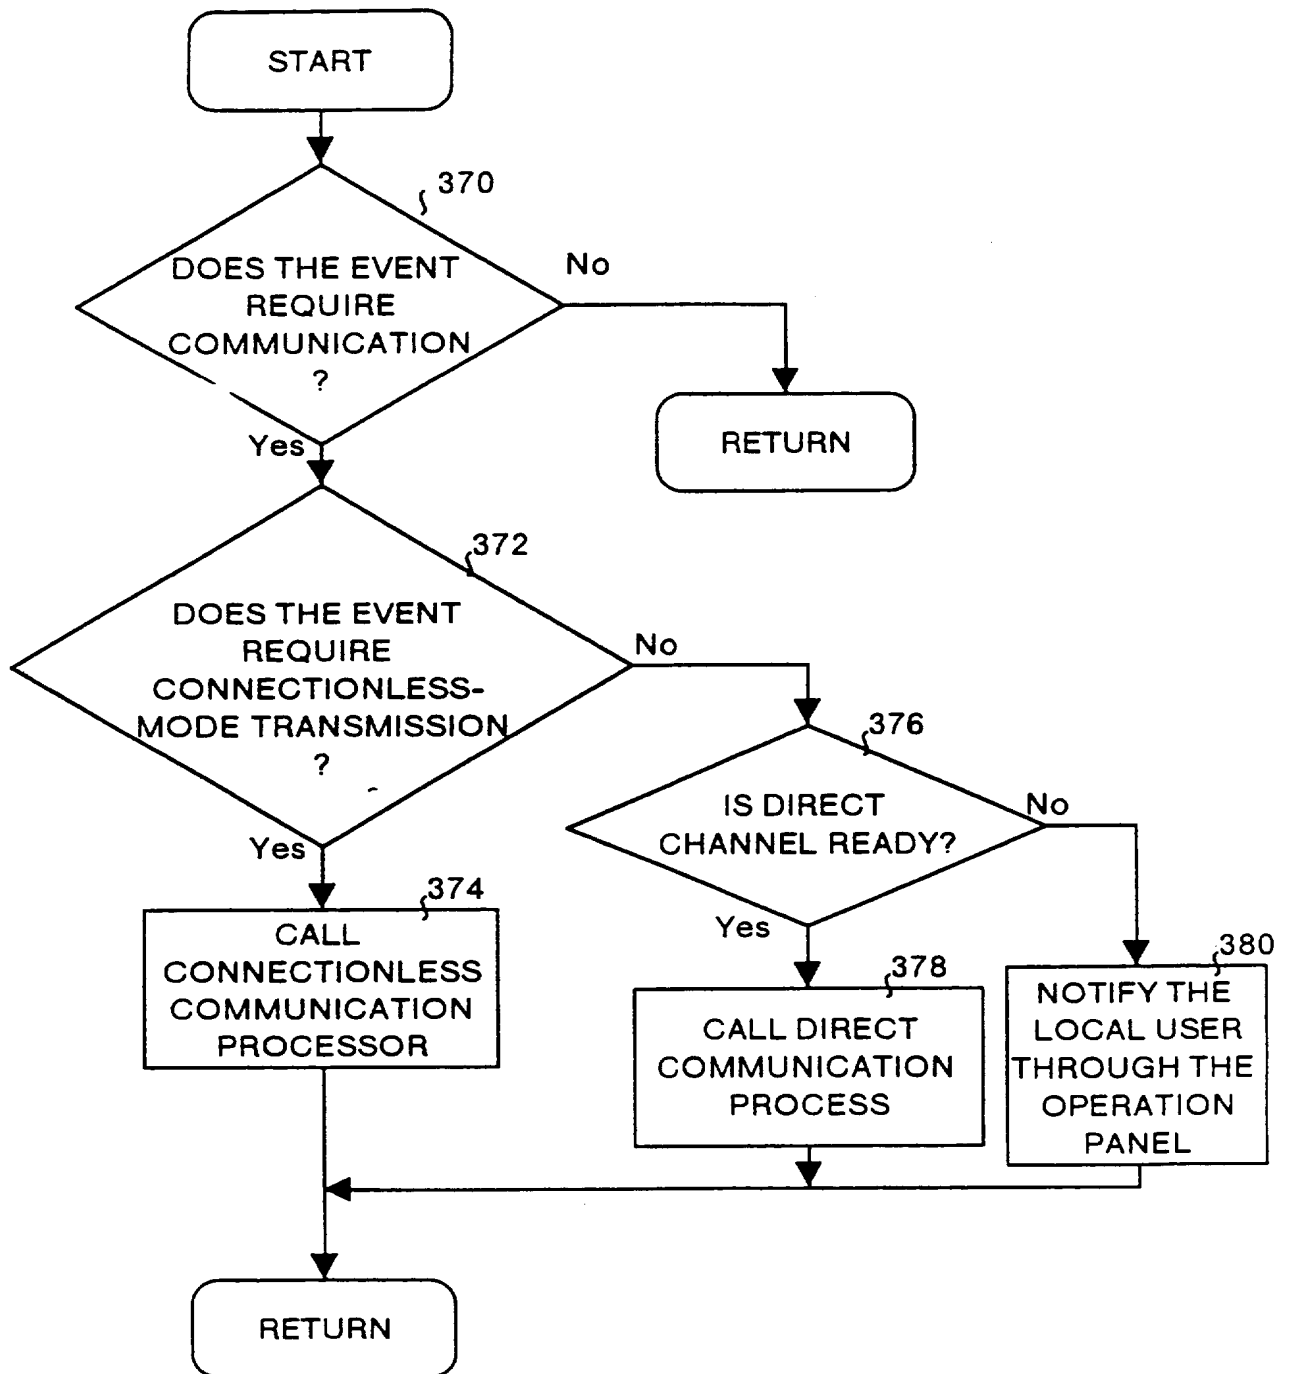 START
370
DOES THE EVENT
REQUIRE
COMMUNICATION
?
No
RETURN
Yes
372
DOES THE EVENT
REQUIRE
CONNECTIONLESS-
MODE TRANSMISSION
?
No
376
IS DIRECT
CHANNEL READY?
No
Yes
374
CALL
CONNECTIONLESS
COMMUNICATION
PROCESSOR
Yes
378
CALL DIRECT
COMMUNICATION
PROCESS
380
NOTIFY THE
LOCAL USER
THROUGH THE
OPERATION
PANEL
RETURN